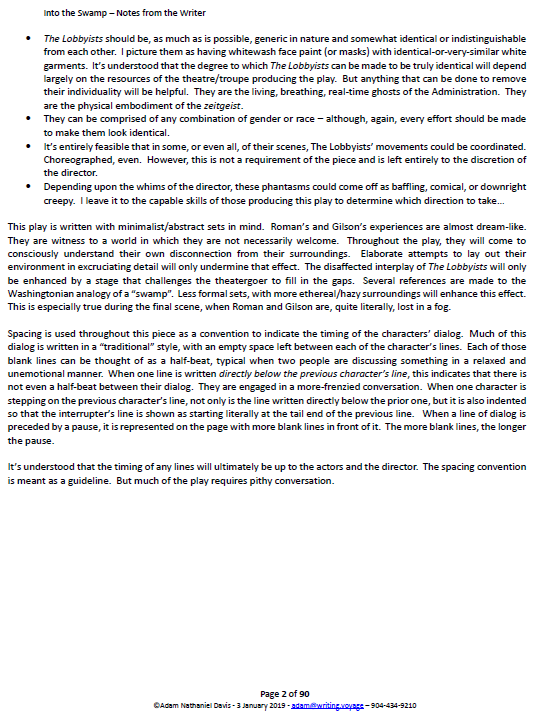 Into the Swamp – Notes from the Writer
• The Lobbyists should be, as much as is possible, generic in nature and somewhat identical or indistinguishable
from each other. I picture them as having whitewash face paint (or masks) with identical-or-very-similar white
garments. It's understood that the degree to which The Lobbyists can be made to be truly identical will depend
largely on the resources of the theatre/troupe producing the play. But anything that can be done to remove
their individuality will be helpful. They are the living, breathing, real-time ghosts of the Administration. They
are the physical embodiment of the zeitgeist.
• They can be comprised of any combination of gender or race – although, again, every effort should be made
to make them look identical.
• It's entirely feasible that in some, or even all, of their scenes, The Lobbyists' movements could be coordinated.
Choreographed, even. However, this is not a requirement of the piece and is left entirely to the discretion of
the director.
• Depending upon the whims of the director, these phantasms could come off as baffling, comical, or downright
creepy. I leave it to the capable skills of those producing this play to determine which direction to take...
This play is written with minimalist/abstract sets in mind. Roman's and Gilson's experiences are almost dream-like.
They are witness to a world in which they are not necessarily welcome. Throughout the play, they will come to
consciously understand their own disconnection from their surroundings. Elaborate attempts to lay out their
environment in excruciating detail will only undermine that effect. The disaffected interplay of The Lobbyists will only
be enhanced by a stage that challenges the theatergoer to fill in the gaps. Several references are made to the
Washingtonian analogy of a "swamp". Less formal sets, with more ethereal/hazy surroundings will enhance this effect.
This is especially true during the final scene, when Roman and Gilson are, quite literally, lost in a fog.
Spacing is used throughout this piece as a convention to indicate the timing of the characters' dialog. Much of this
dialog is written in a "traditional" style, with an empty space left between each of the character's lines. Each of those
blank lines can be thought of as a half-beat, typical when two people are discussing something in a relaxed and
unemotional manner. When one line is written directly below the previous character's line, this indicates that there is
not even a half-beat between their dialog. They are engaged in a more-frenzied conversation. When one character is
stepping on the previous character's line, not only is the line written directly below the prior one, but it is also indented
so that the interrupter's line is shown as starting literally at the tail end of the previous line. When a line of dialog is
preceded by a pause, it is represented on the page with more blank lines in front of it. The more blank lines, the longer
the pause.
It's understood that the timing of any lines will ultimately be up to the actors and the director. The spacing convention
is meant as a guideline. But much of the play requires pithy conversation.
Page 2 of 90
©Adam Nathaniel Davis - 3 January 2019 - adam@writing.voyage – 904-434-9210